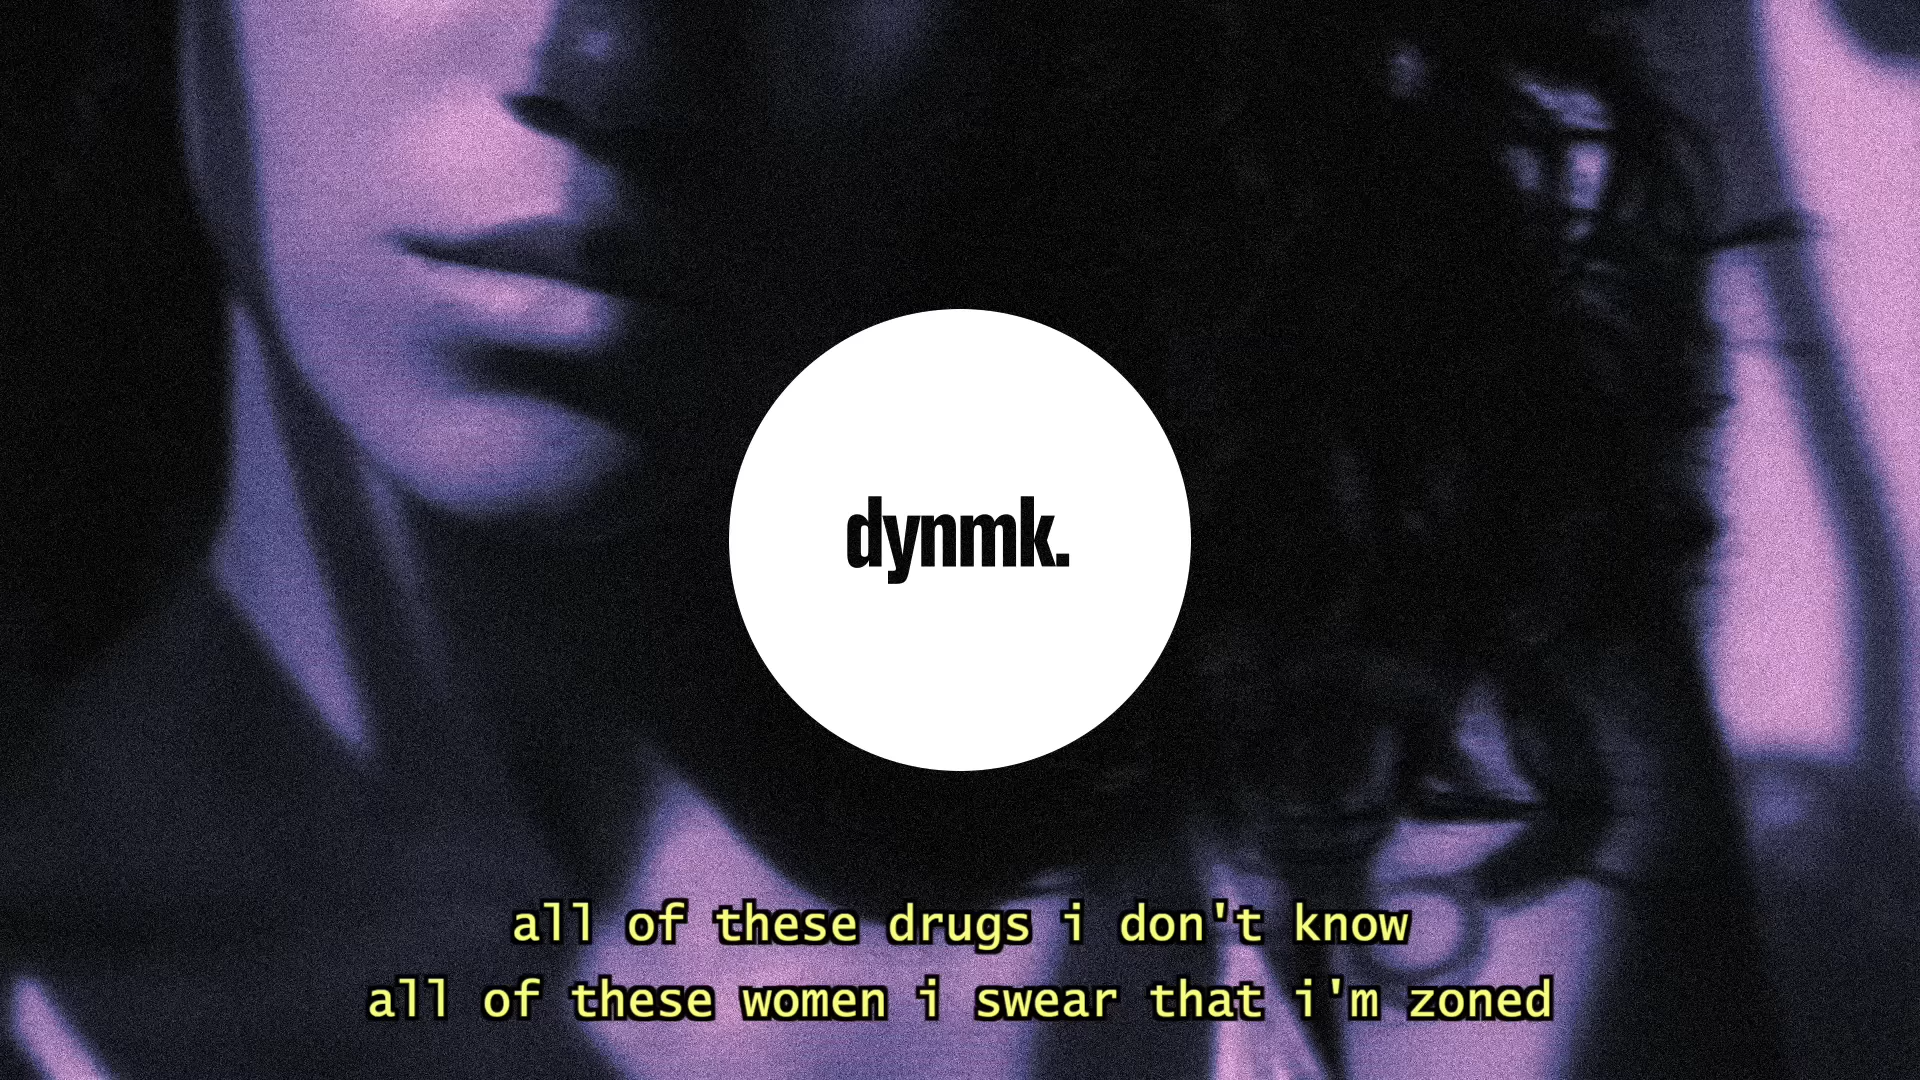 dynmk.
all of these drugs i don't know
all of these women i swear that i'm zoned